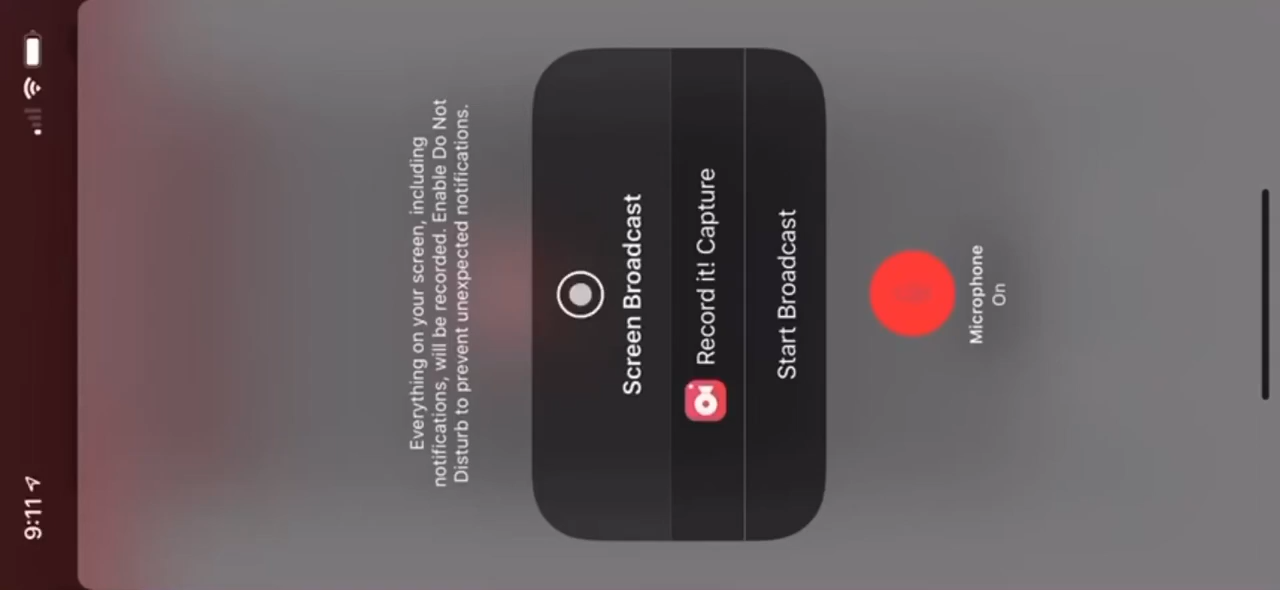 9:11
Everything on your screen, including
notifications, will be recorded. Enable Do Not
Disturb to prevent unexpected notifications.
Screen Broadcast
Record it! Capture
Start Broadcast
Microphone
On